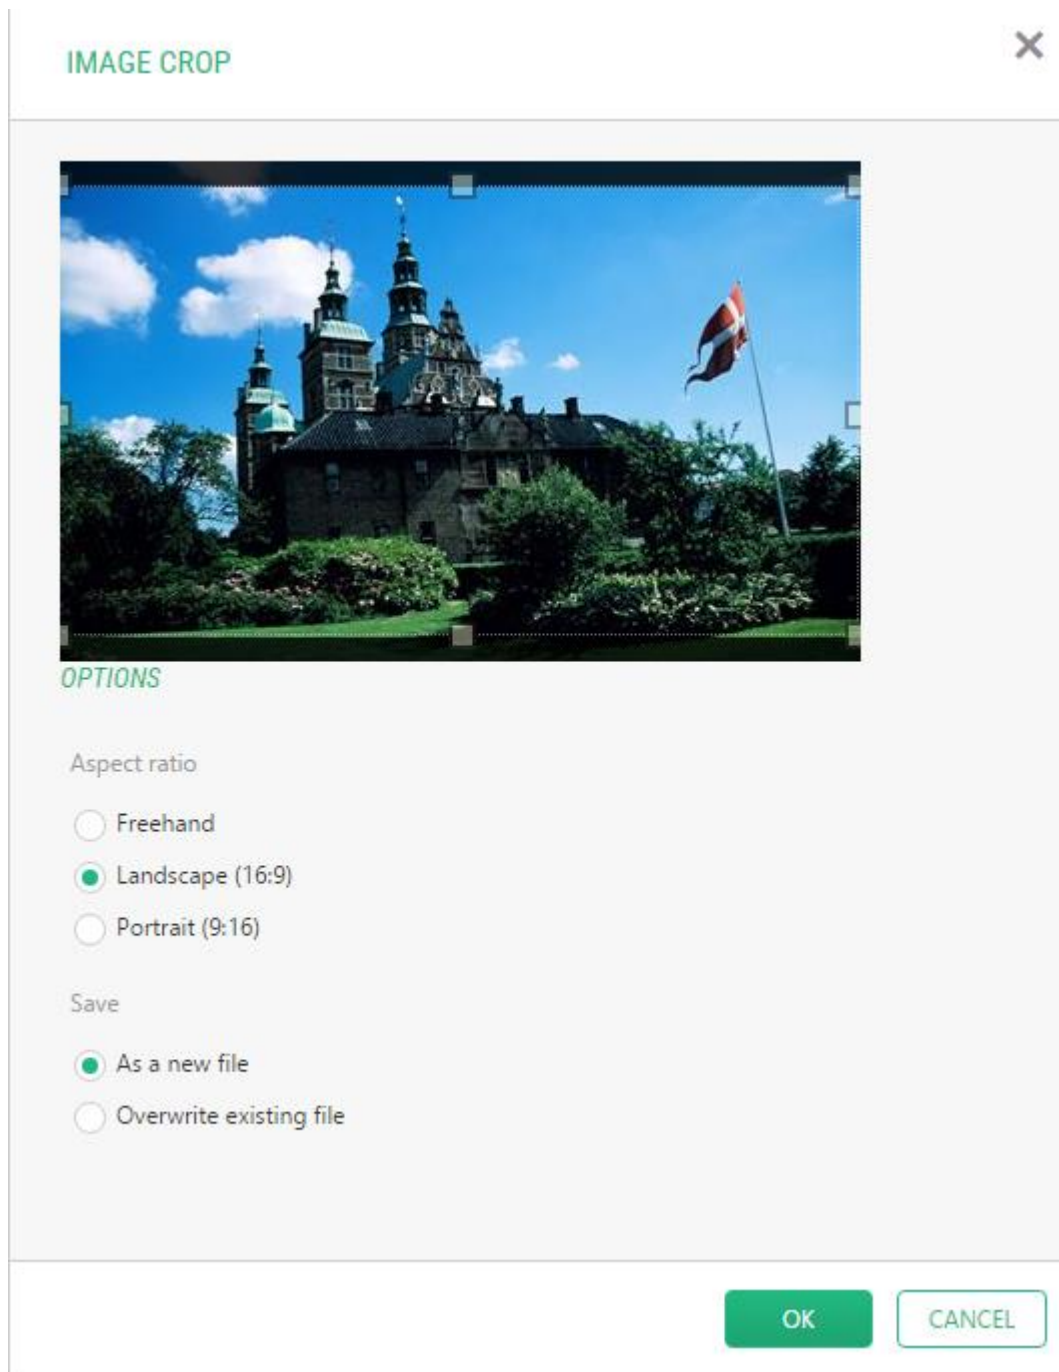 IMAGE CROP
OPTIONS
Aspect ratio
Freehand
Landscape (16:9)
Portrait (9:16)
Save
As a new file
Overwrite existing file
OK
CANCEL